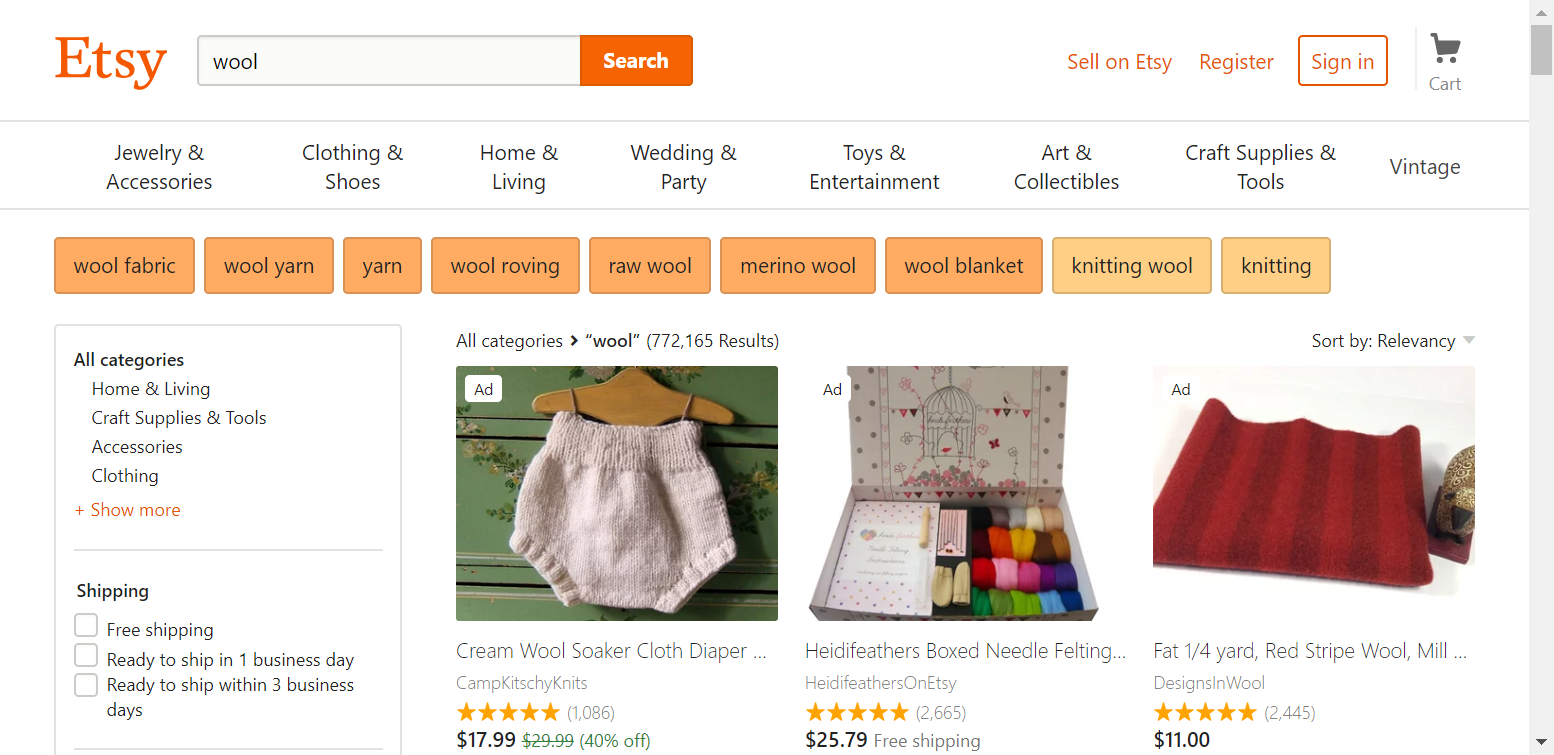 Etsy
wool
Search
Sell on Etsy
Register
Sign in
Cart
Jewelry &
Accessories
Clothing &
Shoes
Home &
Living
Wedding &
Party
Toys &
Entertainment
Art &
Collectibles
Craft Supplies &
Tools
Vintage
wool fabric
wool yarn
yarn
wool roving
raw wool
merino wool
wool blanket
knitting wool
knitting
All categories
Home & Living
Craft Supplies & Tools
Accessories
Clothing
+ Show more
Shipping
Free shipping
Ready to ship in 1 business day
Ready to ship within 3 business
days
All categories > “wool” (772,165 Results)
Sort by: Relevancy
Ad
Cream Wool Soaker Cloth Diaper ...
CampKitschyKnits
(1,086)
$17.99 $29.99 (40% off)
Ad
heidifeathers
Needle Felting
Instructions
Heidifeathers Boxed Needle Felting...
HeidifeathersOnEtsy
(2,665)
$25.79 Free shipping
Ad
Fat 1/4 yard, Red Stripe Wool, Mill ...
DesignsInWool
(2,445)
$11.00